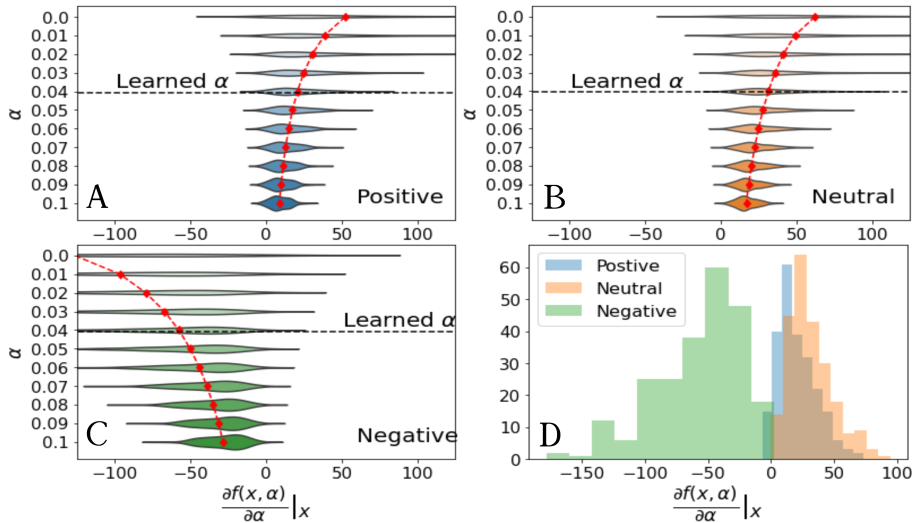 0.0
0.01
0.02
0.03
0.04
0.05
0.06
0.07
0.08
0.09
0.1
α
Learned α
A
Positive
−100 −50 0 50 100
0.0
0.01
0.02
0.03
0.04
0.05
0.06
0.07
0.08
0.09
0.1
α
Learned α
B
Neutral
−100 −50 0 50 100
0.0
0.01
0.02
0.03
0.04
0.05
0.06
0.07
0.08
0.09
0.1
α
Learned α
C
Negative
−100 −50 0 50 100
∂f(x, α)
∂α |x
60
50
40
30
20
10
0
Postive
Neutral
Negative
D
−150 −100 −50 0 50 100
∂f(x, α)
∂α |x